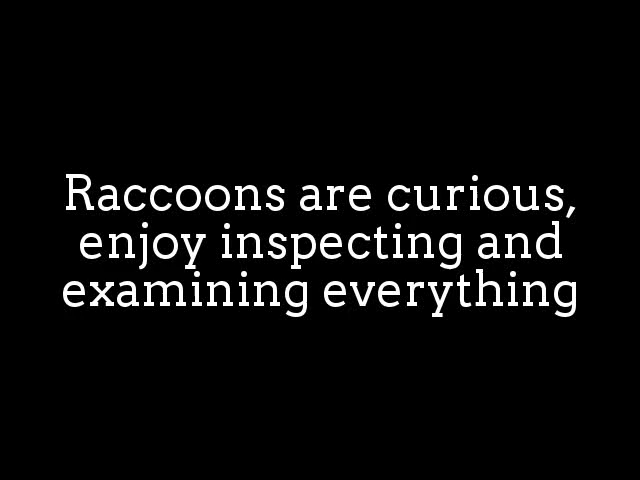 Raccoons are curious,
enjoy inspecting and
examining everything